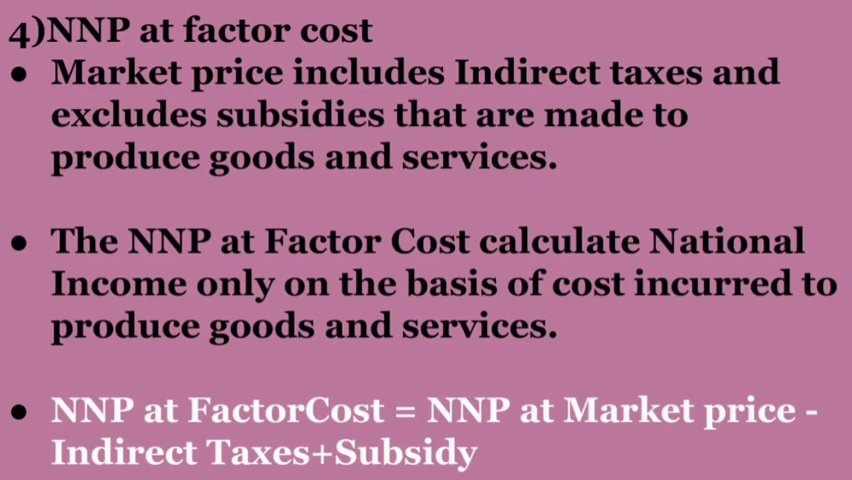 4)NNP at factor cost
● Market price includes Indirect taxes and
excludes subsidies that are made to
produce goods and services.
● The NNP at Factor Cost calculate National
Income only on the basis of cost incurred to
produce goods and services.
● NNP at FactorCost = NNP at Market price -
Indirect Taxes+Subsidy